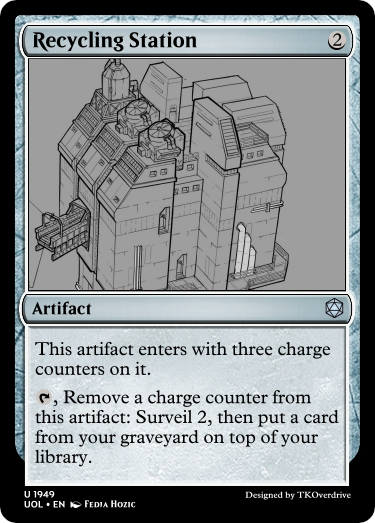 Recycling Station 2
Artifact
This artifact enters with three charge
counters on it.
, Remove a charge counter from
this artifact: Surveil 2, then put a card
from your graveyard on top of your
library.
U 1949
UOL • EN Fedja Hozic
Designed by TKOverdrive